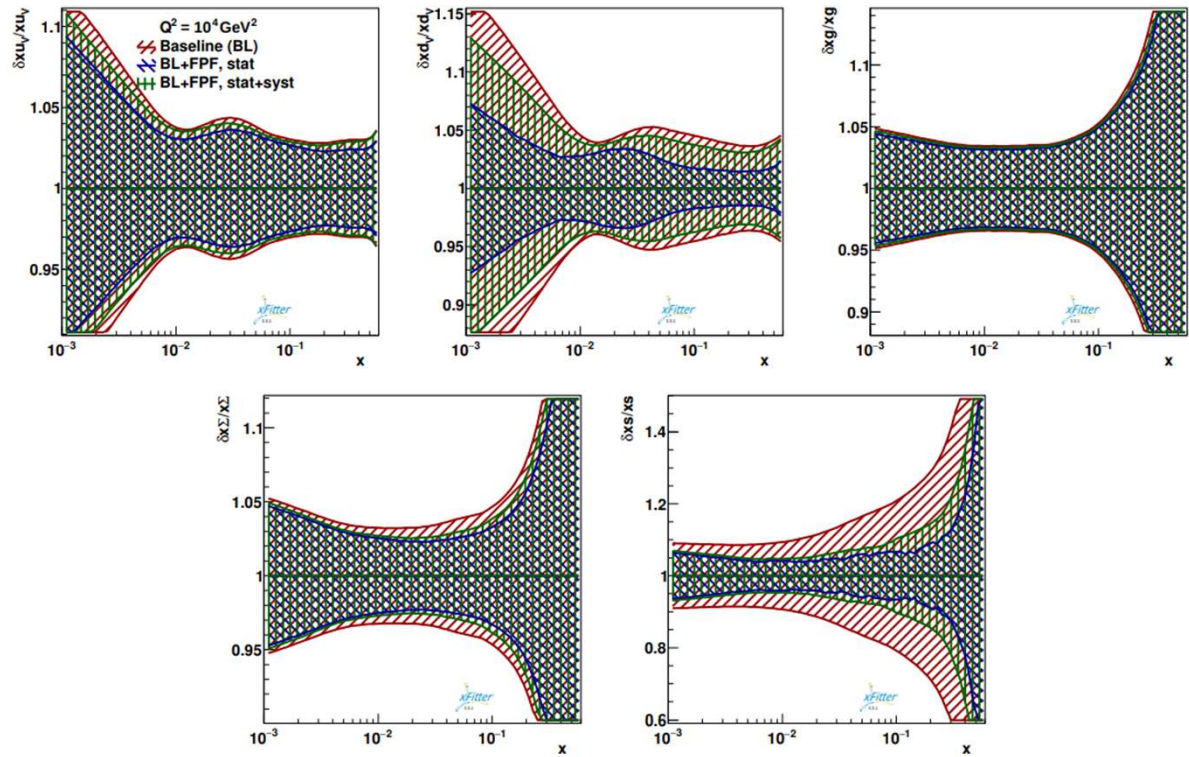 δxu_V/xu_V
Q² = 10⁴ GeV²
Baseline (BL)
BL+FPF, stat
BL+FPF, stat+syst
1.1
1.05
1
0.95
10⁻³ 10⁻² 10⁻¹ x
xFitter
δxd_V/xd_V
1.15
1.1
1.05
1
0.95
0.9
10⁻³ 10⁻² 10⁻¹ x
xFitter
δxg/xg
1.1
1.05
1
0.95
0.9
10⁻³ 10⁻² 10⁻¹ x
xFitter
δxΣ/xΣ
1.1
1.05
1
0.95
10⁻³ 10⁻² 10⁻¹ x
xFitter
δxs/xs
1.4
1.2
1
0.8
0.6
10⁻³ 10⁻² 10⁻¹ x
xFitter